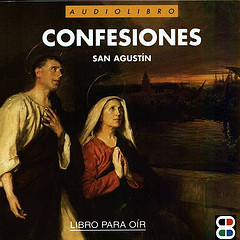 AUDIOLIBRO
CONFESIONES
SAN AGUSTÍN
LIBRO PARA OÍR